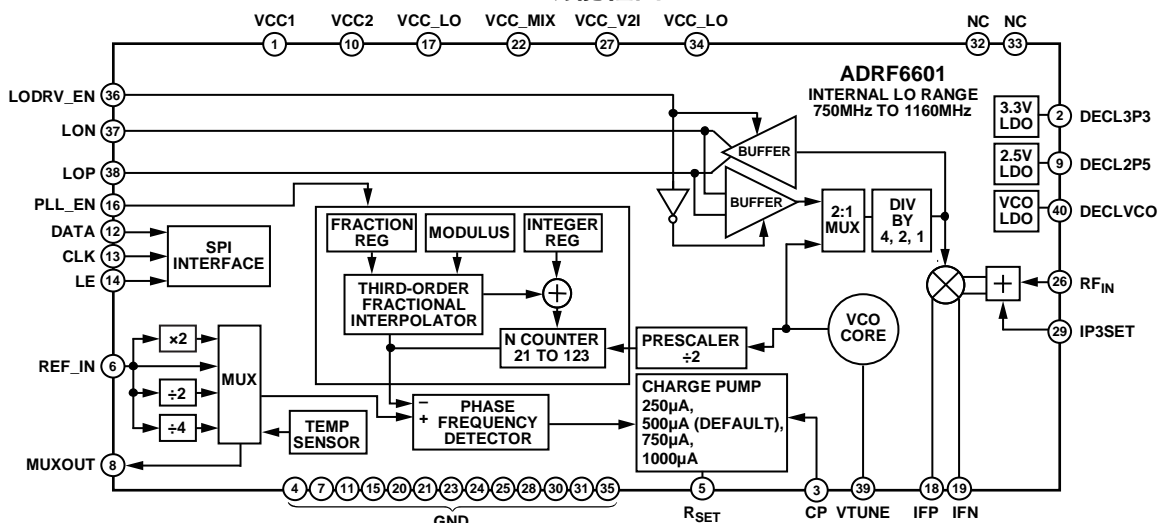 VCC1 VCC2 VCC_LO VCC_MIX VCC_V2I VCC_LO NC NC
1 10 17 22 27 34 32 33
ADRF6601
INTERNAL LO RANGE
750MHz TO 1160MHz
LODRV_EN 36
LON 37
LOP 38
PLL_EN 16
DATA 12
CLK 13
LE 14
SPI
INTERFACE
BUFFER
BUFFER
2:1
MUX
DIV
BY
4, 2, 1
3.3V
LDO
2 DECL3P3
2.5V
LDO
9 DECL2P5
VCO
LDO
40 DECLVCO
FRACTION
REG
MODULUS
INTEGER
REG
THIRD-ORDER
FRACTIONAL
INTERPOLATOR
+
N COUNTER
21 TO 123
PRESCALER
÷2
VCO
CORE
+
26 RFIN
29 IP3SET
REF_IN 6
×2
÷2
÷4
MUX
TEMP
SENSOR
MUXOUT 8
−
+
PHASE
FREQUENCY
DETECTOR
CHARGE PUMP
250µA,
500µA (DEFAULT),
750µA,
1000µA
4 7 11 15 20 21 23 24 25 28 30 31 35
5 3 39 18 19
GND
RSET CP VTUNE IFP IFN